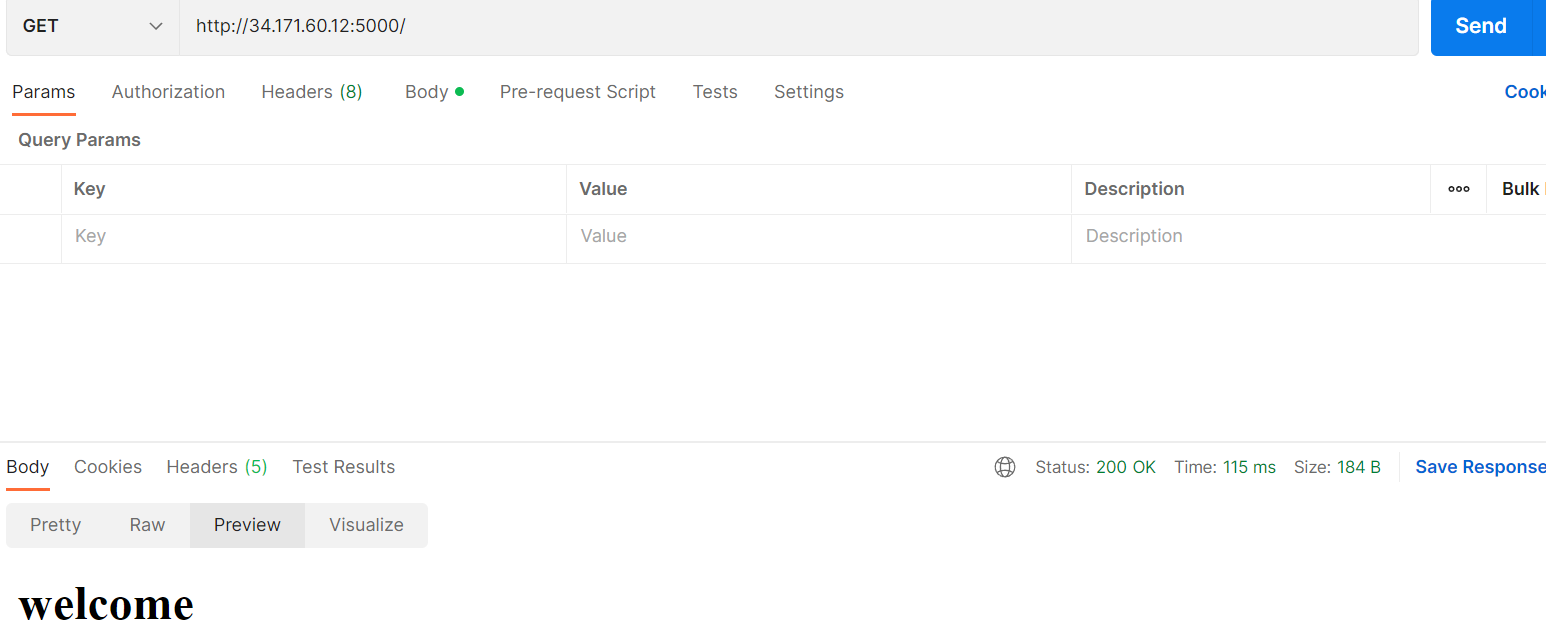 GET http://34.171.60.12:5000/ Send
Params Authorization Headers (8) Body Pre-request Script Tests Settings Cook
Query Params
Key Value Description ooo Bulk
Key Value Description
Body Cookies Headers (5) Test Results Status: 200 OK Time: 115 ms Size: 184 B Save Response
Pretty Raw Preview Visualize
welcome